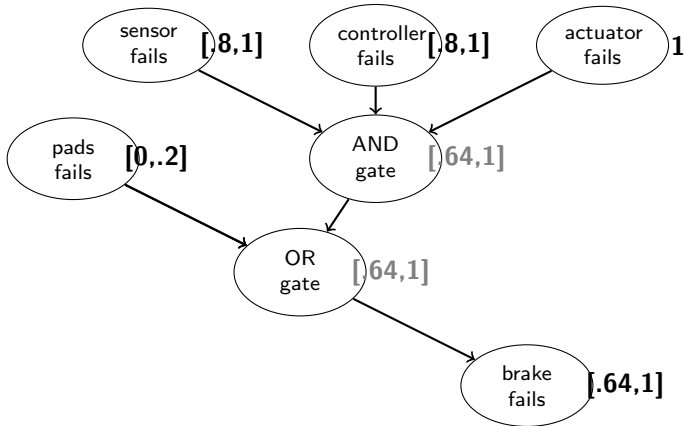 sensor
fails
[.8,1]
controller
fails
[.8,1]
actuator
fails
1
pads
fails
[0,.2]
AND
gate
[.64,1]
OR
gate
[.64,1]
brake
fails
[.64,1]